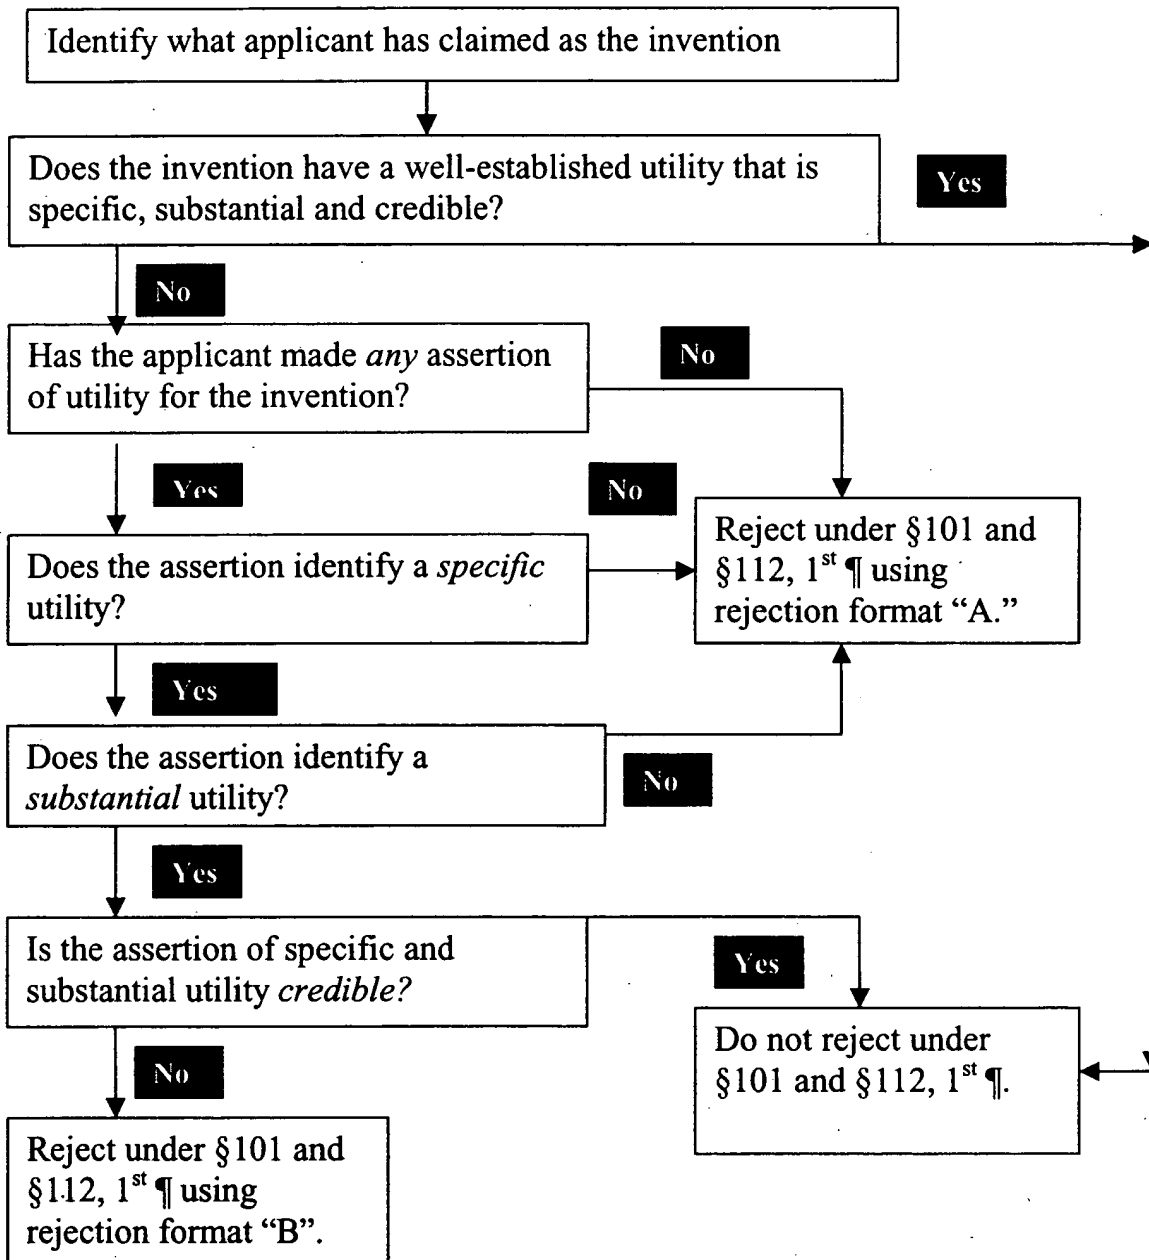 Identify what applicant has claimed as the invention
Does the invention have a well-established utility that is
specific, substantial and credible?
Yes
No
Has the applicant made any assertion
of utility for the invention?
No
Yes
No
Does the assertion identify a specific
utility?
Reject under §101 and
§112, 1st ¶ using
rejection format “A.”
Yes
Does the assertion identify a
substantial utility?
No
Yes
Is the assertion of specific and
substantial utility credible?
Yes
No
Do not reject under
§101 and §112, 1st ¶.
Reject under §101 and
§112, 1st ¶ using
rejection format “B”.